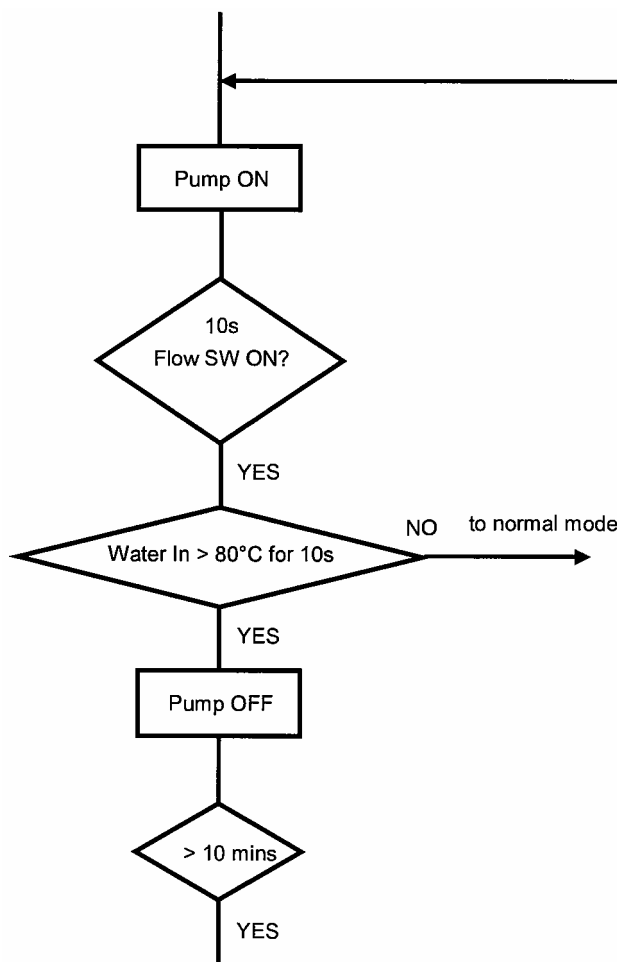 Pump ON
10s
Flow SW ON?
YES
Water In > 80°C for 10s
NO to normal mode
YES
Pump OFF
> 10 mins
YES